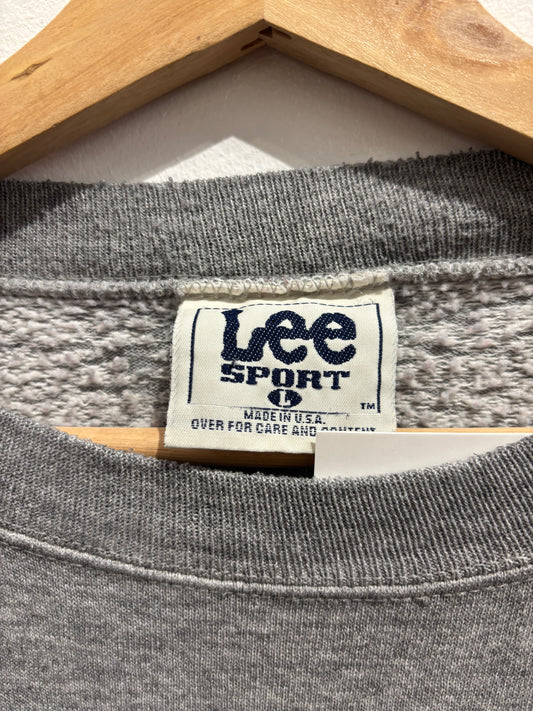 Lee
SPORT
L
TM
MADE IN U.S.A.
OVER FOR CARE AND CONTENT